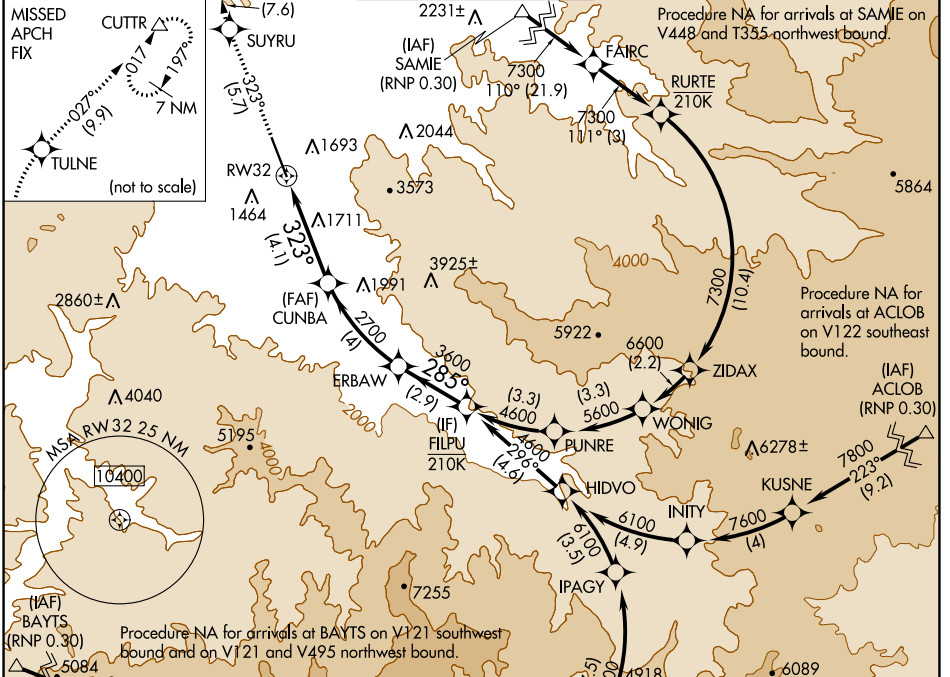 MISSED
APCH
FIX
CUTTR
017
197°
7 NM
027°
(9.9)
TULNE
(not to scale)
(7.6)
SUYRU
323°
(5.7)
2231±
(IAF)
SAMIE
(RNP 0.30)
7300
110° (21.9)
FAIRC
7300
111° (3)
RURTE
210K
Procedure NA for arrivals at SAMIE on
V448 and T355 northwest bound.
1693
2044
RW32
1464
3573
5864
1711
323°
(4.1)
4000
7300
(10.4)
3925±
1991
2860±
(FAF)
CUNBA
2700
(4)
5922
Procedure NA for
arrivals at ACLOB
on V122 southeast
bound.
6600
(2.2)
ZIDAX
3600
285°
(2.9)
ERBAW
(IAF)
ACLOB
(RNP 0.30)
4040
2000
(3.3)
4600
(3.3)
5600
WONIG
PUNRE
(IF)
FILPU
210K
5195
4000
MSA RW32 25 NM
10400
4600
296°
(4.6)
6278±
7800
223°
(9.2)
HIDVO
KUSNE
INITY
6100
(4.9)
7600
(4)
6100
(3.5)
IPAGY
7255
(IAF)
BAYTS
(RNP 0.30)
Procedure NA for arrivals at BAYTS on V121 southwest
bound and on V121 and V495 northwest bound.
5084
4918
6089